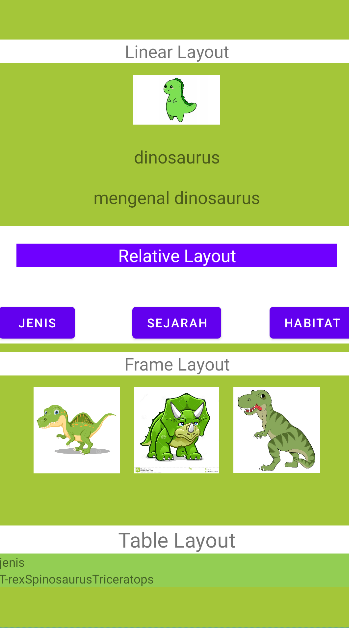 Linear Layout
dinosaurus
mengenal dinosaurus
Relative Layout
JENIS SEJARAH HABITAT
Frame Layout
Table Layout
jenis
T-rexSpinosaurusTriceratops